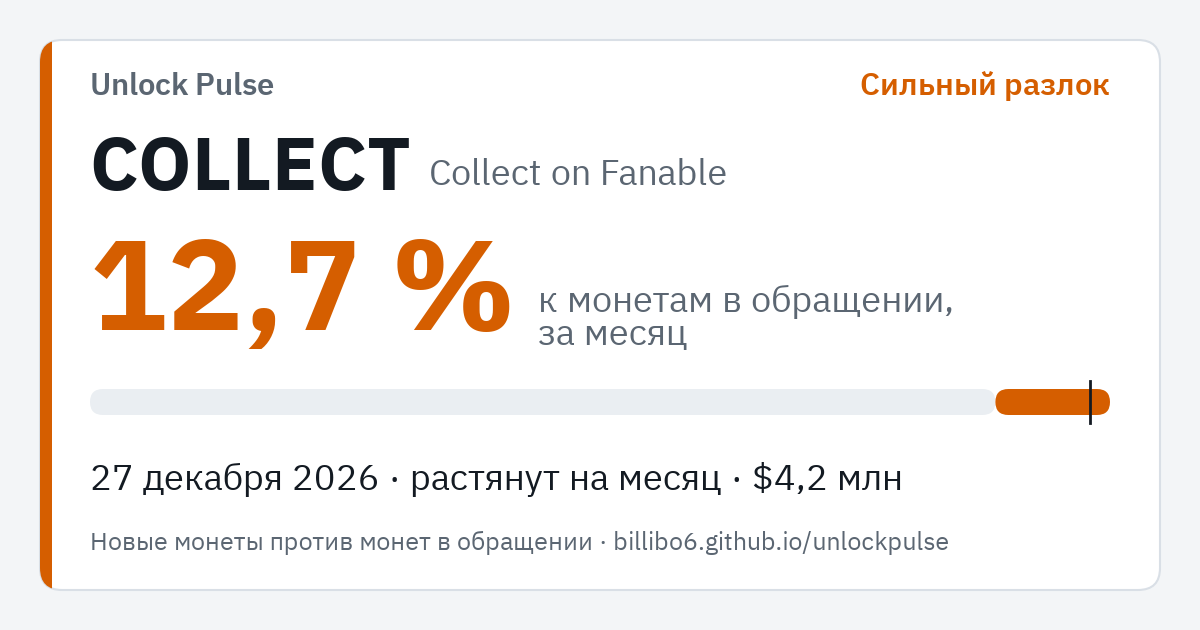 Unlock Pulse
Сильный разлок
COLLECT Collect on Fanable
12,7 % к монетам в обращении,
за месяц
27 декабря 2026 · растянут на месяц · $4,2 млн
Новые монеты против монет в обращении · billibo6.github.io/unlockpulse